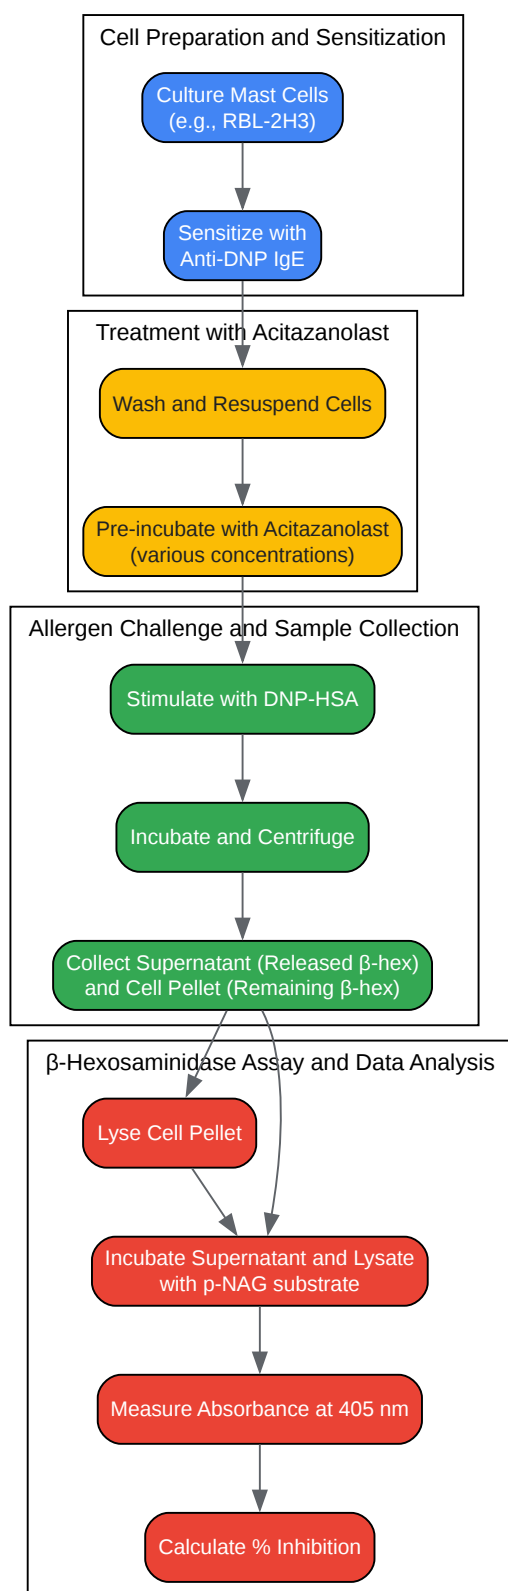 Cell Preparation and Sensitization
Culture Mast Cells
(e.g., RBL-2H3)
Sensitize with
Anti-DNP IgE
Treatment with Acitazanolast
Wash and Resuspend Cells
Pre-incubate with Acitazanolast
(various concentrations)
Allergen Challenge and Sample Collection
Stimulate with DNP-HSA
Incubate and Centrifuge
Collect Supernatant (Released β-hex)
and Cell Pellet (Remaining β-hex)
β-Hexosaminidase Assay and Data Analysis
Lyse Cell Pellet
Incubate Supernatant and Lysate
with p-NAG substrate
Measure Absorbance at 405 nm
Calculate % Inhibition